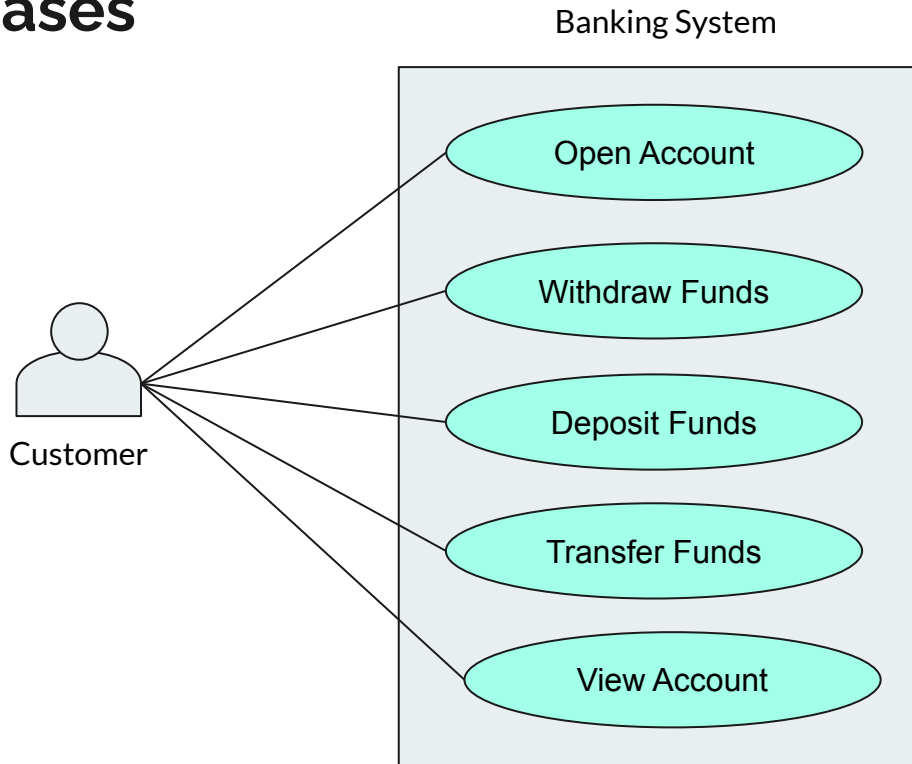 ases
Banking System
Open Account
Withdraw Funds
Deposit Funds
Customer
Transfer Funds
View Account